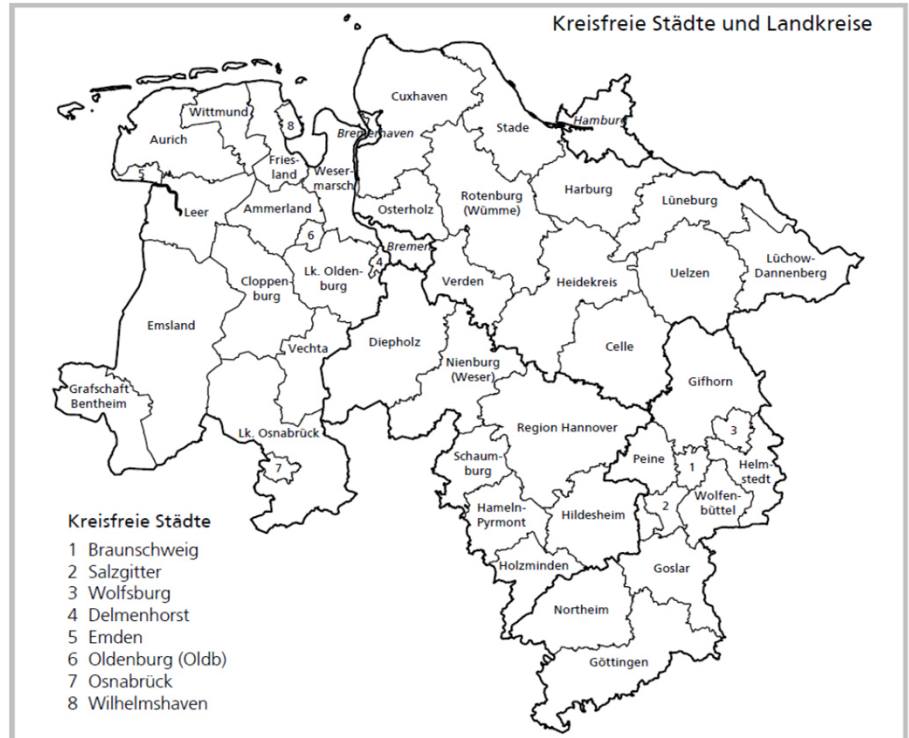 Kreisfreie Städte und Landkreise
Cuxhaven
Wittmund
Stade
Hamburg
8
Bremerhaven
Aurich
Fries-
land
Weser-
marsch
5
Harburg
Rotenburg
(Wümme)
Lüneburg
Leer
Ammerland
Osterholz
6
Bremen
4
Lk. Olden-
burg
Lüchow-
Dannenberg
Uelzen
Cloppen-
burg
Verden
Heidekreis
Emsland
Diepholz
Vechta
Celle
Nienburg
(Weser)
Gifhorn
Grafschaft
Bentheim
Region Hannover
3
Lk. Osnabrück
Schaum-
burg
Peine
1
Helm-
stedt
7
Wolfen-
büttel
2
Hameln-
Pyrmont
Hildesheim
Holzminden
Goslar
Northeim
Göttingen
Kreisfreie Städte
1 Braunschweig
2 Salzgitter
3 Wolfsburg
4 Delmenhorst
5 Emden
6 Oldenburg (Oldb)
7 Osnabrück
8 Wilhelmshaven